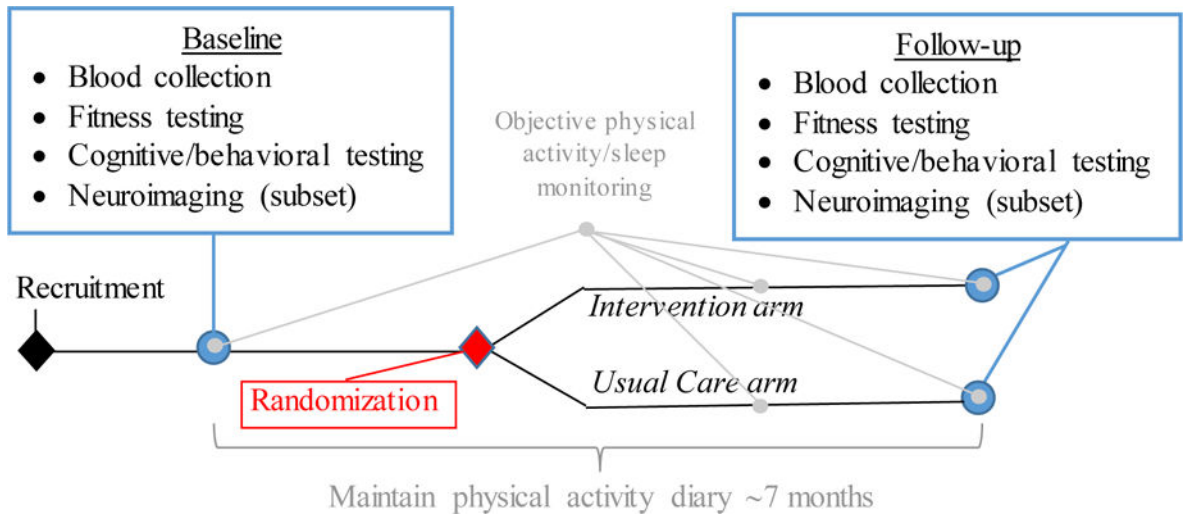 Baseline
• Blood collection
• Fitness testing
• Cognitive/behavioral testing
• Neuroimaging (subset)
Objective physical
activity/sleep
monitoring
Follow-up
• Blood collection
• Fitness testing
• Cognitive/behavioral testing
• Neuroimaging (subset)
Recruitment
Intervention arm
Randomization
Usual Care arm
Maintain physical activity diary ~7 months